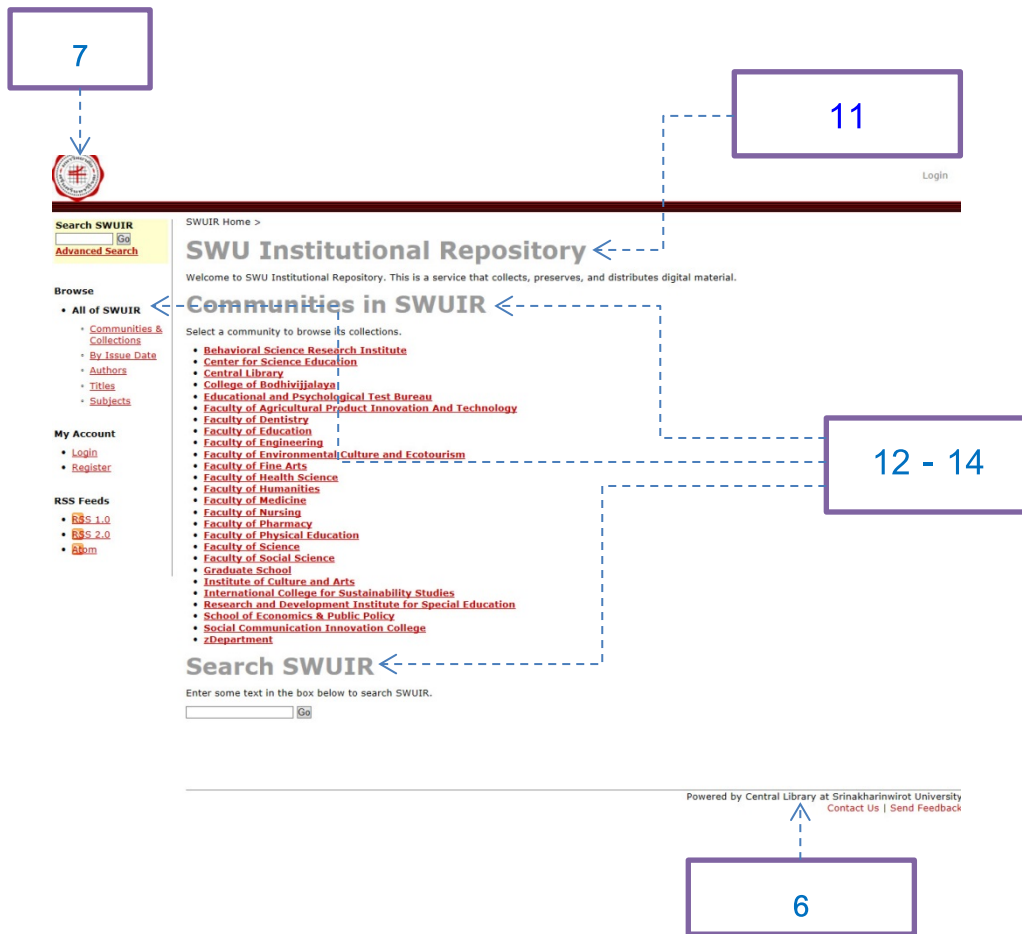 7
11
Login
Search SWUIR
Go
Advanced Search
Browse
• All of SWUIR
Communities &
Collections
By Issue Date
Authors
Titles
Subjects
My Account
• Login
• Register
RSS Feeds
• RSS 1.0
• RSS 2.0
• Atom
SWUIR Home >
SWU Institutional Repository
Welcome to SWU Institutional Repository. This is a service that collects, preserves, and distributes digital material.
Communities in SWUIR
Select a community to browse its collections.
• Behavioral Science Research Institute
• Center for Science Education
• Central Library
• College of Bodhivijjalaya
• Educational and Psychological Test Bureau
• Faculty of Agricultural Product Innovation And Technology
• Faculty of Dentistry
• Faculty of Education
• Faculty of Engineering
• Faculty of Environmental Culture and Ecotourism
• Faculty of Fine Arts
• Faculty of Health Science
• Faculty of Humanities
• Faculty of Medicine
• Faculty of Nursing
• Faculty of Pharmacy
• Faculty of Physical Education
• Faculty of Science
• Faculty of Social Science
• Graduate School
• Institute of Culture and Arts
• International College for Sustainability Studies
• Research and Development Institute for Special Education
• School of Economics & Public Policy
• Social Communication Innovation College
• zDepartment
12 - 14
Search SWUIR
Enter some text in the box below to search SWUIR.
Go
Powered by Central Library at Srinakharinwirot University
Contact Us | Send Feedback
6